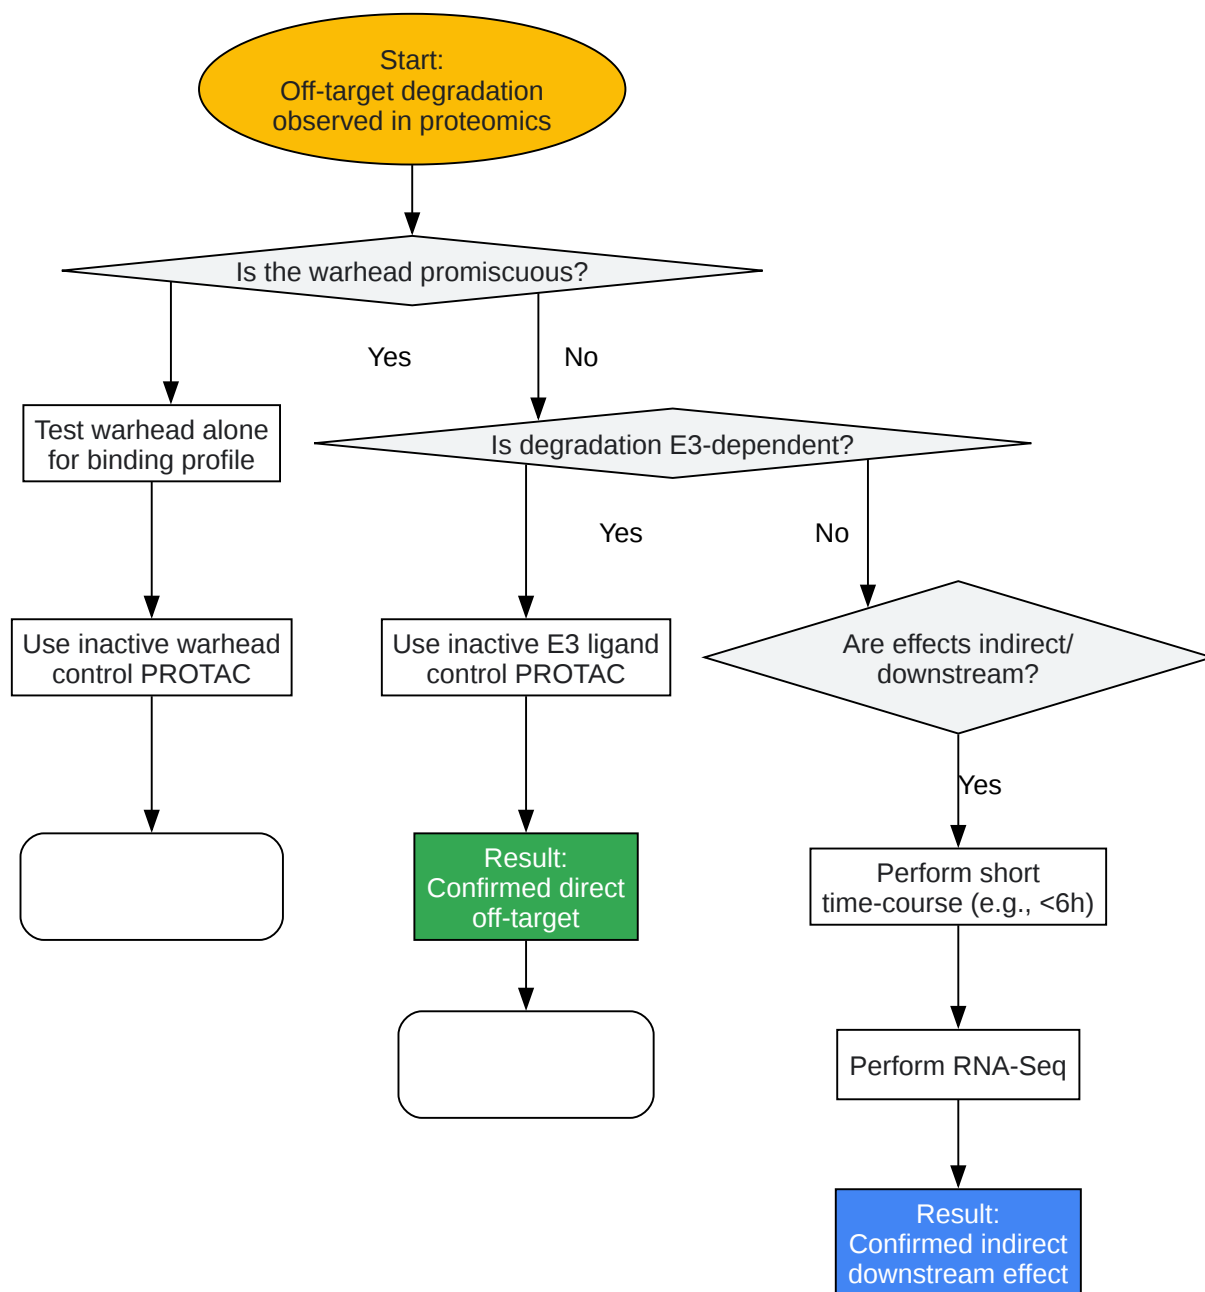 Start:
Off-target degradation
observed in proteomics
Is the warhead promiscuous?
Yes
No
Test warhead alone
for binding profile
Is degradation E3-dependent?
Yes
No
Use inactive warhead
control PROTAC
Use inactive E3 ligand
control PROTAC
Are effects indirect/
downstream?
Yes
Result:
Confirmed direct
off-target
Perform short
time-course (e.g., <6h)
Perform RNA-Seq
Result:
Confirmed indirect
downstream effect